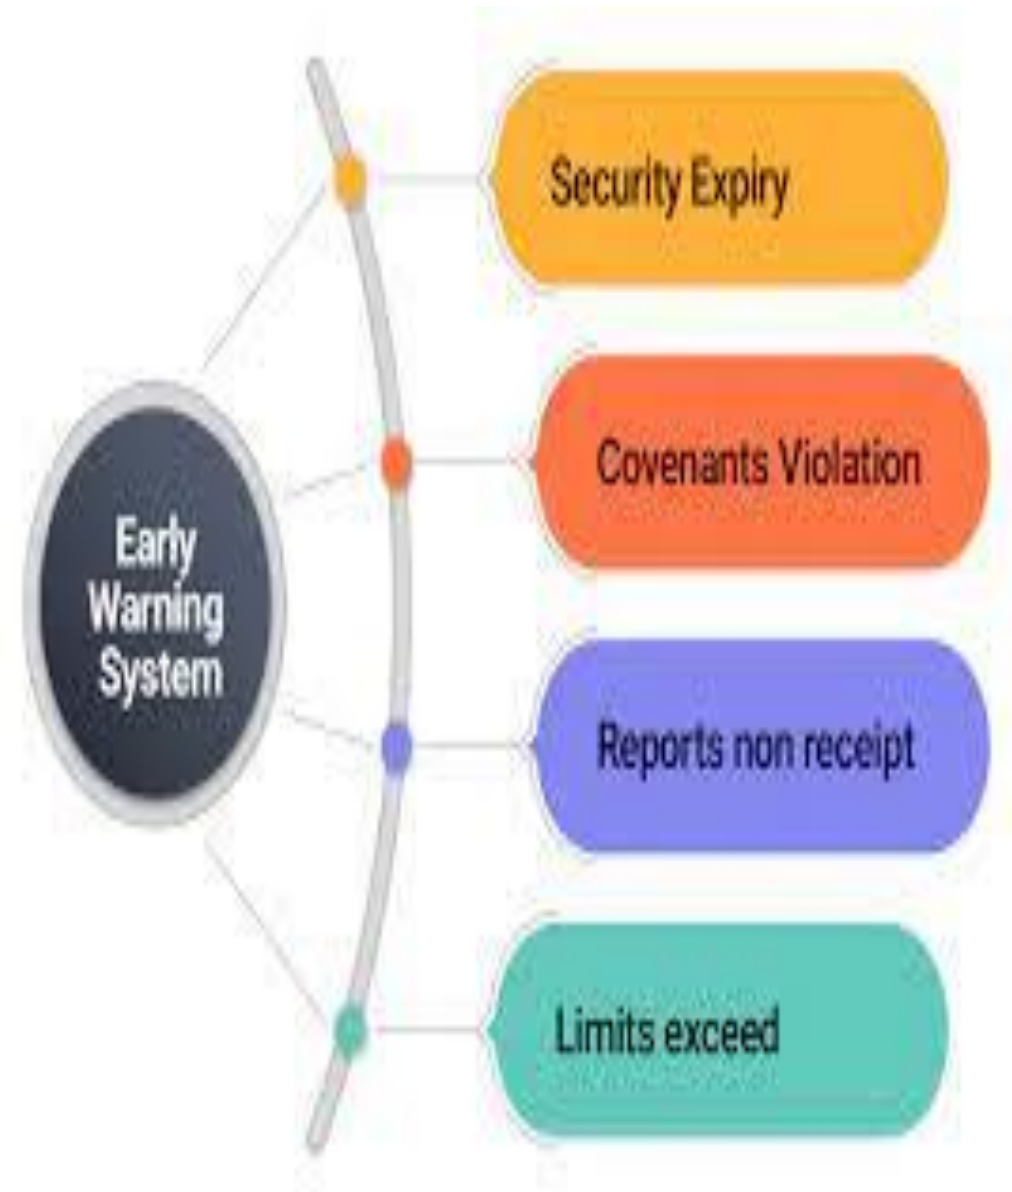 Early
Warning
System
Security Expiry
Covenants Violation
Reports non receipt
Limits exceed